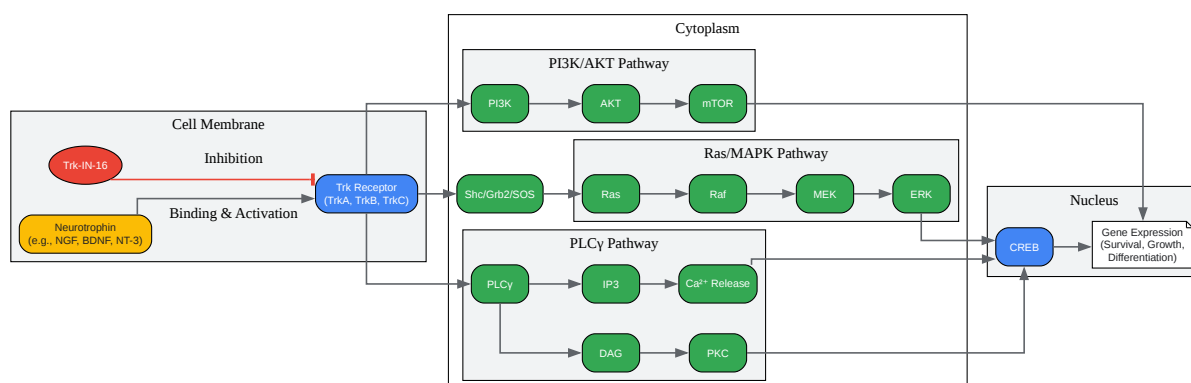 Cytoplasm
PI3K/AKT Pathway
PI3K
AKT
mTOR
Cell Membrane
Trk-IN-16
Inhibition
Trk Receptor
(TrkA, TrkB, TrkC)
Binding & Activation
Neurotrophin
(e.g., NGF, BDNF, NT-3)
Shc/Grb2/SOS
Ras/MAPK Pathway
Ras
Raf
MEK
ERK
PLCγ Pathway
PLCγ
IP3
Ca²⁺ Release
DAG
PKC
Nucleus
CREB
Gene Expression
(Survival, Growth,
Differentiation)